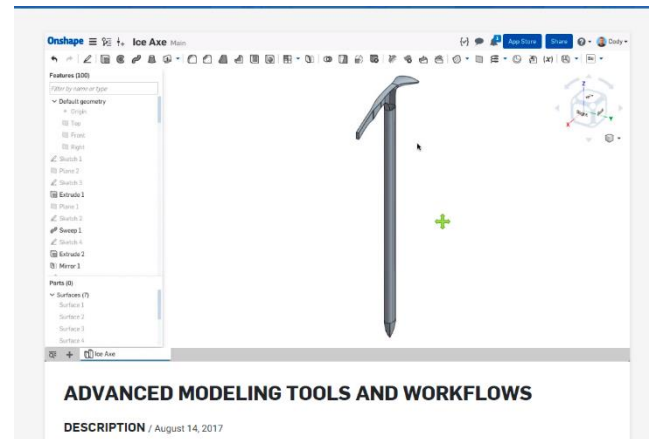 Onshape Ice Axe Main App Store Share Cody
Features (100)
Filter by name or type
Default geometry
Origin
Top
Front
Right
Sketch 1
Plane 2
Sketch 3
Extrude 1
Plane 1
Sketch 2
Sweep 1
Sketch 4
Extrude 2
Mirror 1
Parts (0)
Surfaces (7)
Surface 1
Surface 2
Surface 3
Surface 4
Ice Axe
Z
Right
X
Y
ADVANCED MODELING TOOLS AND WORKFLOWS
DESCRIPTION / August 14, 2017